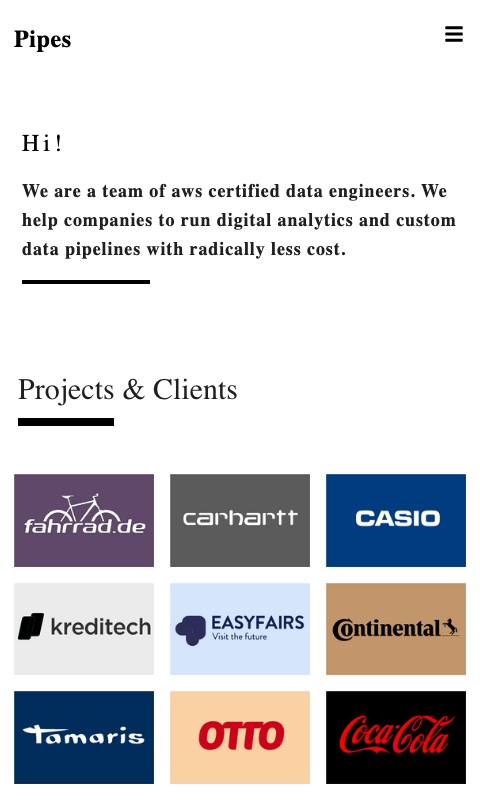 Pipes
Hi!
We are a team of aws certified data engineers. We
help companies to run digital analytics and custom
data pipelines with radically less cost.
Projects & Clients
fahrrad.de
carhartt
CASIO
kreditech
EASYFAIRS
Visit the future
Continental
Tamaris
OTTO
Coca-Cola